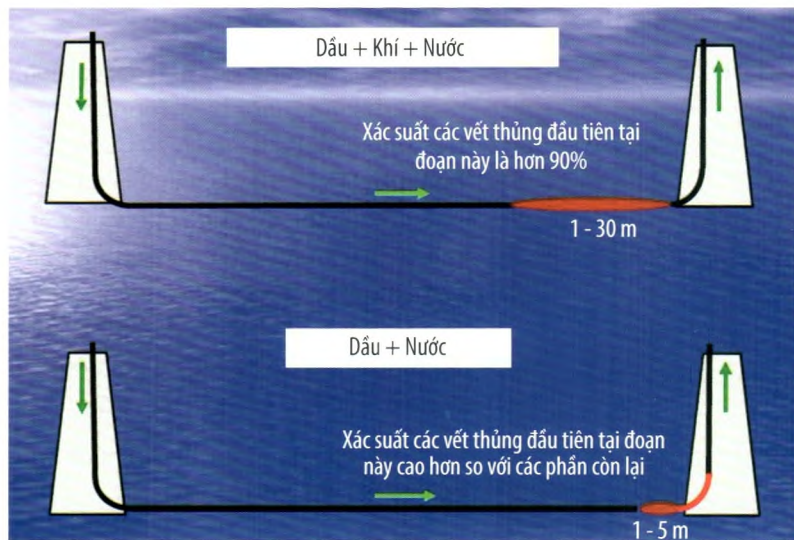 Dầu + Khí + Nước
Xác suất các vết thủng đầu tiên tại
đoạn này là hơn 90%
1 - 30 m
Dầu + Nước
Xác suất các vết thủng đầu tiên tại đoạn
này cao hơn so với các phần còn lại
1 - 5 m